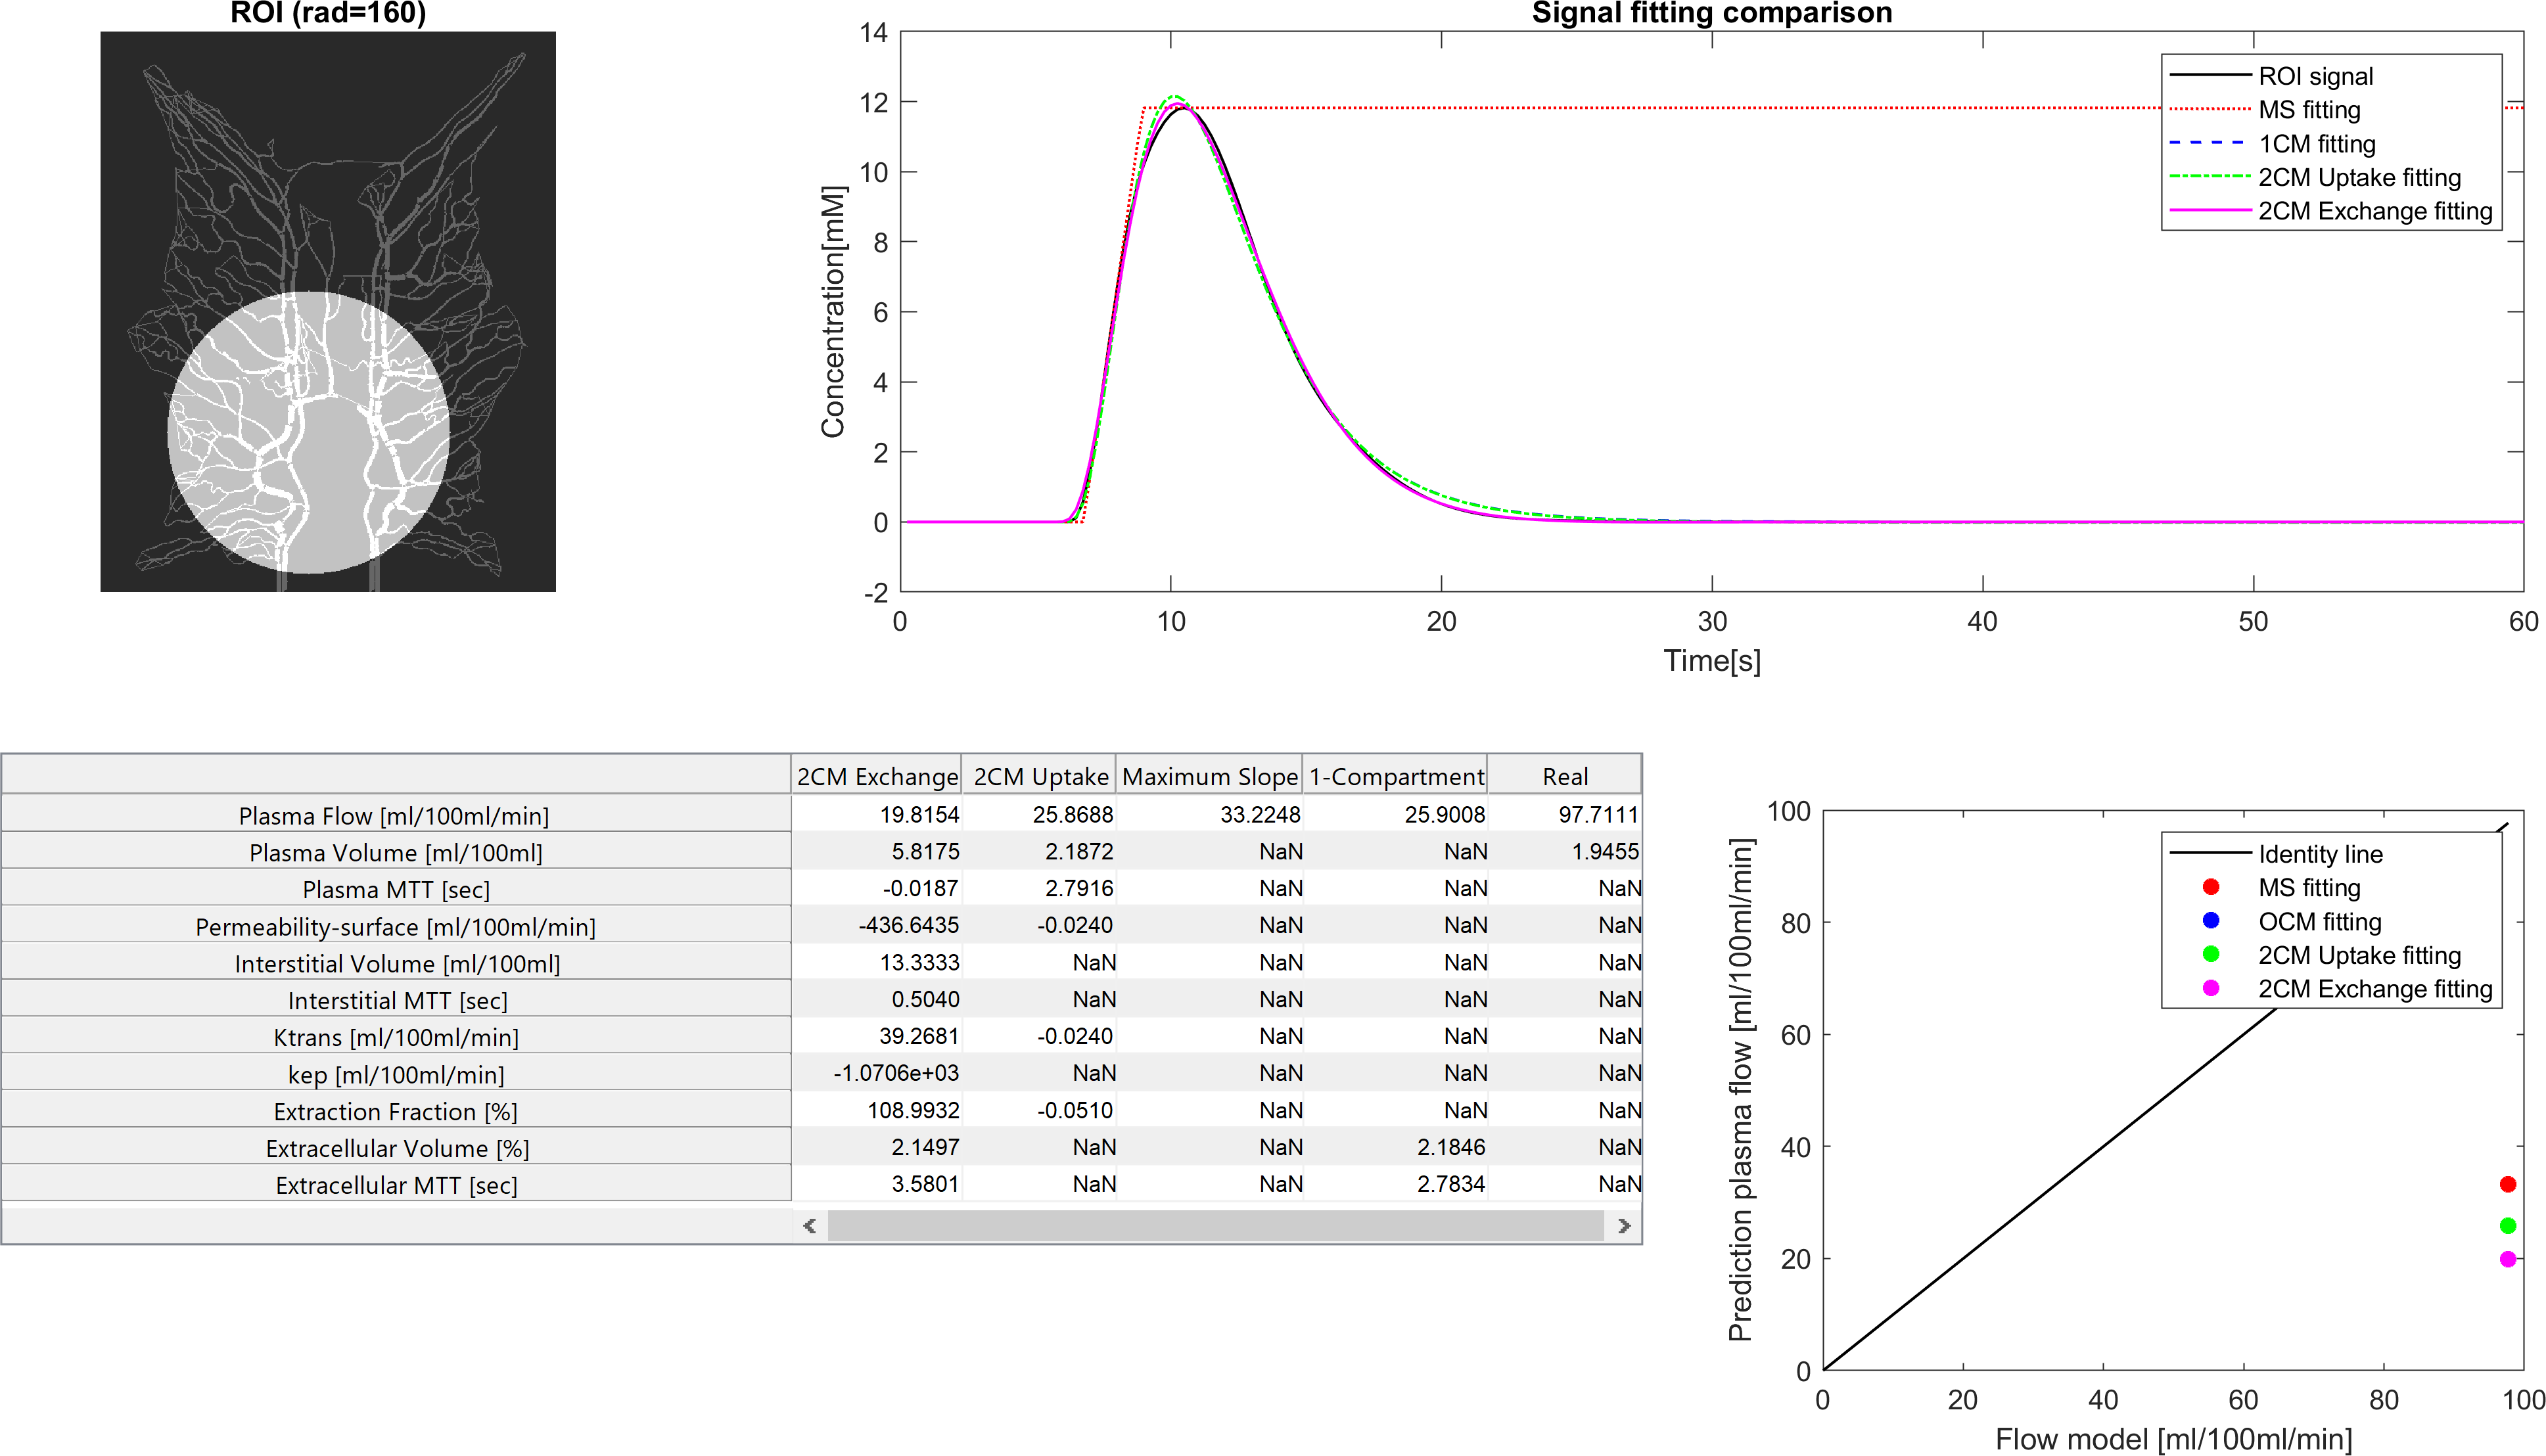 ROI (rad=160)
Signal fitting comparison
14
12
10
8
6
4
2
0
-2
Concentration[mM]
0 10 20 30 40 50 60
Time[s]
ROI signal
MS fitting
1CM fitting
2CM Uptake fitting
2CM Exchange fitting
2CM Exchange 2CM Uptake Maximum Slope 1-Compartment Real
Plasma Flow [ml/100ml/min] 19.8154 25.8688 33.2248 25.9008 97.7111
Plasma Volume [ml/100ml] 5.8175 2.1872 NaN NaN 1.9455
Plasma MTT [sec] -0.0187 2.7916 NaN NaN NaN
Permeability-surface [ml/100ml/min] -436.6435 -0.0240 NaN NaN NaN
Interstitial Volume [ml/100ml] 13.3333 NaN NaN NaN NaN
Interstitial MTT [sec] 0.5040 NaN NaN NaN NaN
Ktrans [ml/100ml/min] 39.2681 -0.0240 NaN NaN NaN
kep [ml/100ml/min] -1.0706e+03 NaN NaN NaN NaN
Extraction Fraction [%] 108.9932 -0.0510 NaN NaN NaN
Extracellular Volume [%] 2.1497 NaN NaN 2.1846 NaN
Extracellular MTT [sec] 3.5801 NaN NaN 2.7834 NaN
100
80
60
40
20
0
Prediction plasma flow [ml/100ml/min]
Identity line
MS fitting
OCM fitting
2CM Uptake fitting
2CM Exchange fitting
0 20 40 60 80 100
Flow model [ml/100ml/min]